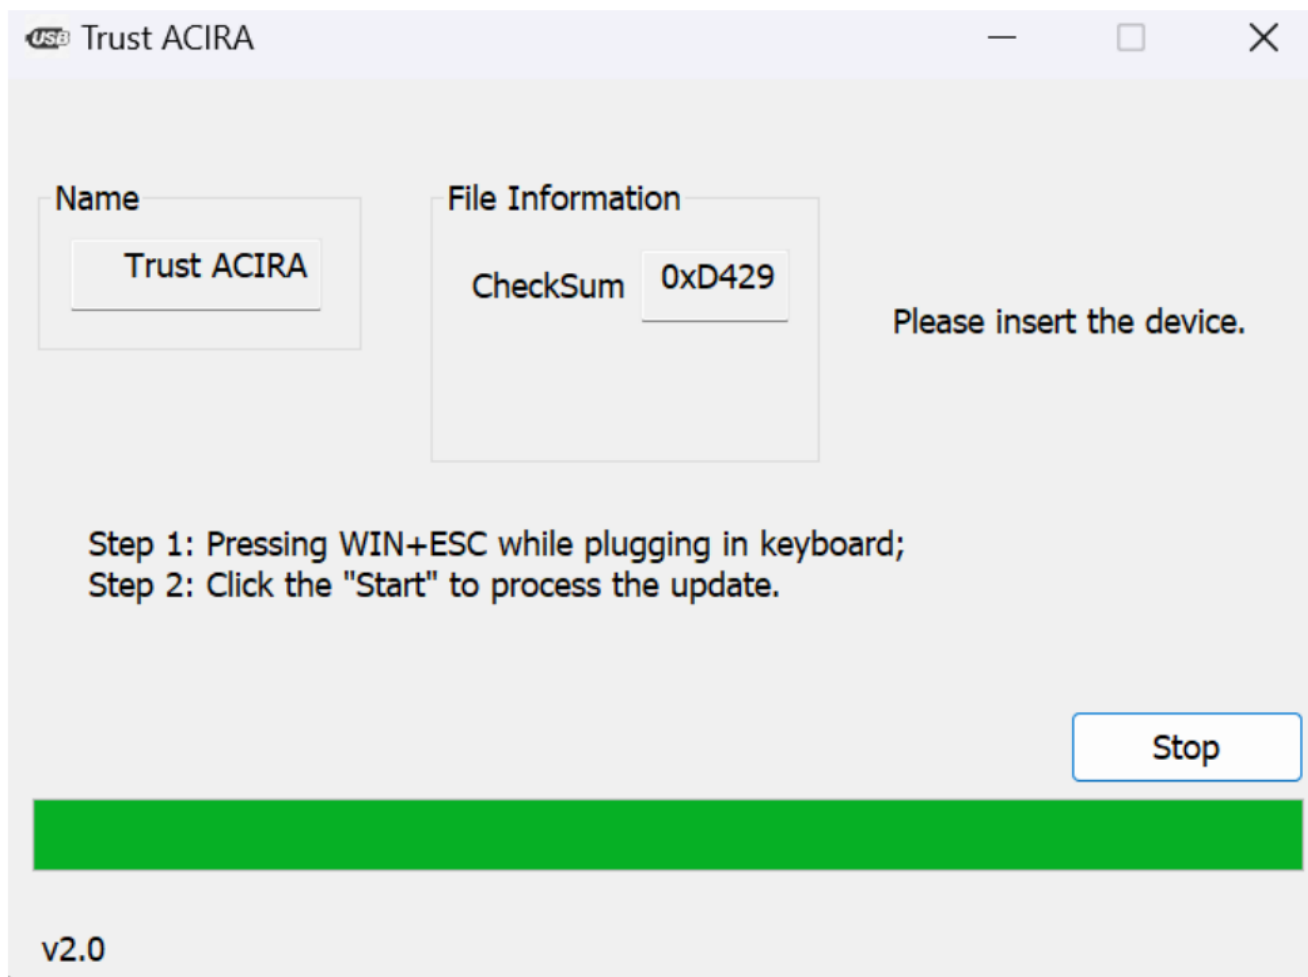 USB Trust ACIRA
Name
Trust ACIRA
File Information
CheckSum 0xD429
Please insert the device.
Step 1: Pressing WIN+ESC while plugging in keyboard;
Step 2: Click the "Start" to process the update.
Stop
v2.0